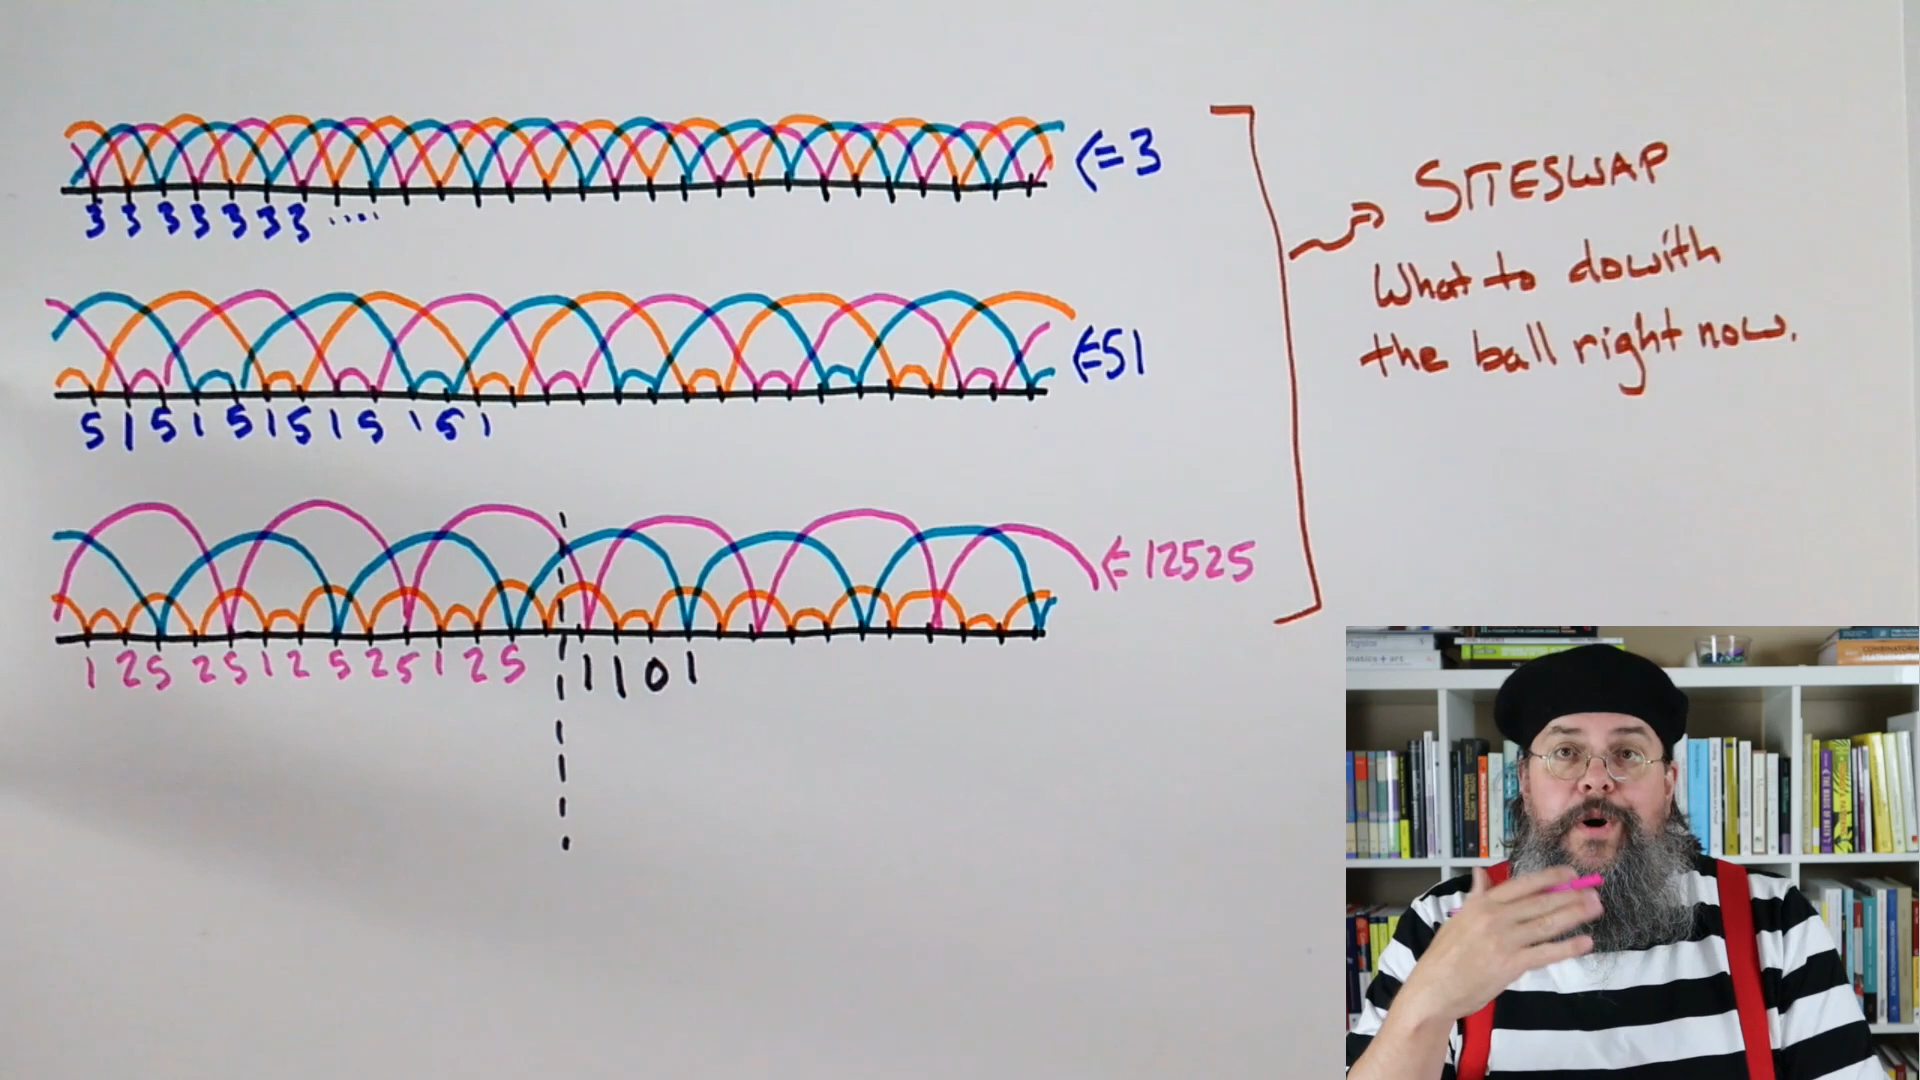 <=3
3 3 3 3 3 3 3 .....
SITESWAP
What to do with
the ball right now.
<=51
5 1 5 1 5 1 5 1 5 1 5 1
<=12525
1 2 5 2 5 1 2 5 2 5 1 2 5
1 1 0 1